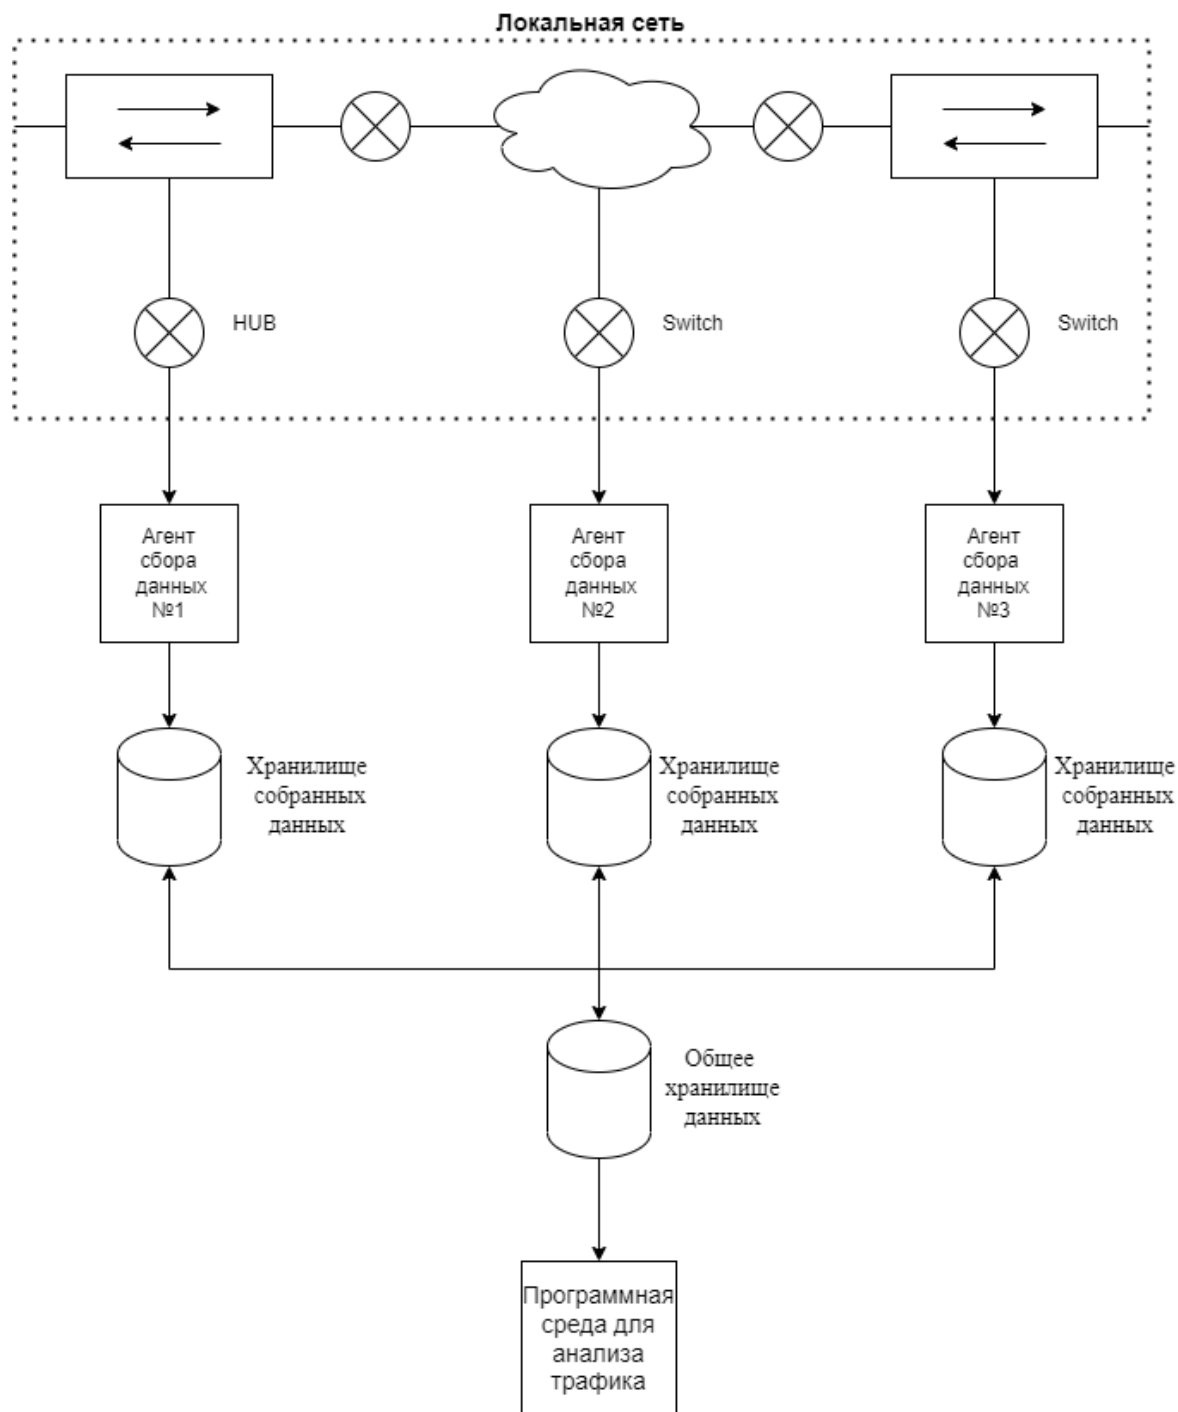 Локальная сеть
HUB
Switch
Switch
Агент
сбора
данных
№1
Агент
сбора
данных
№2
Агент
сбора
данных
№3
Хранилище
собранных
данных
Хранилище
собранных
данных
Хранилище
собранных
данных
Общее
хранилище
данных
Программная
среда для
анализа
трафика